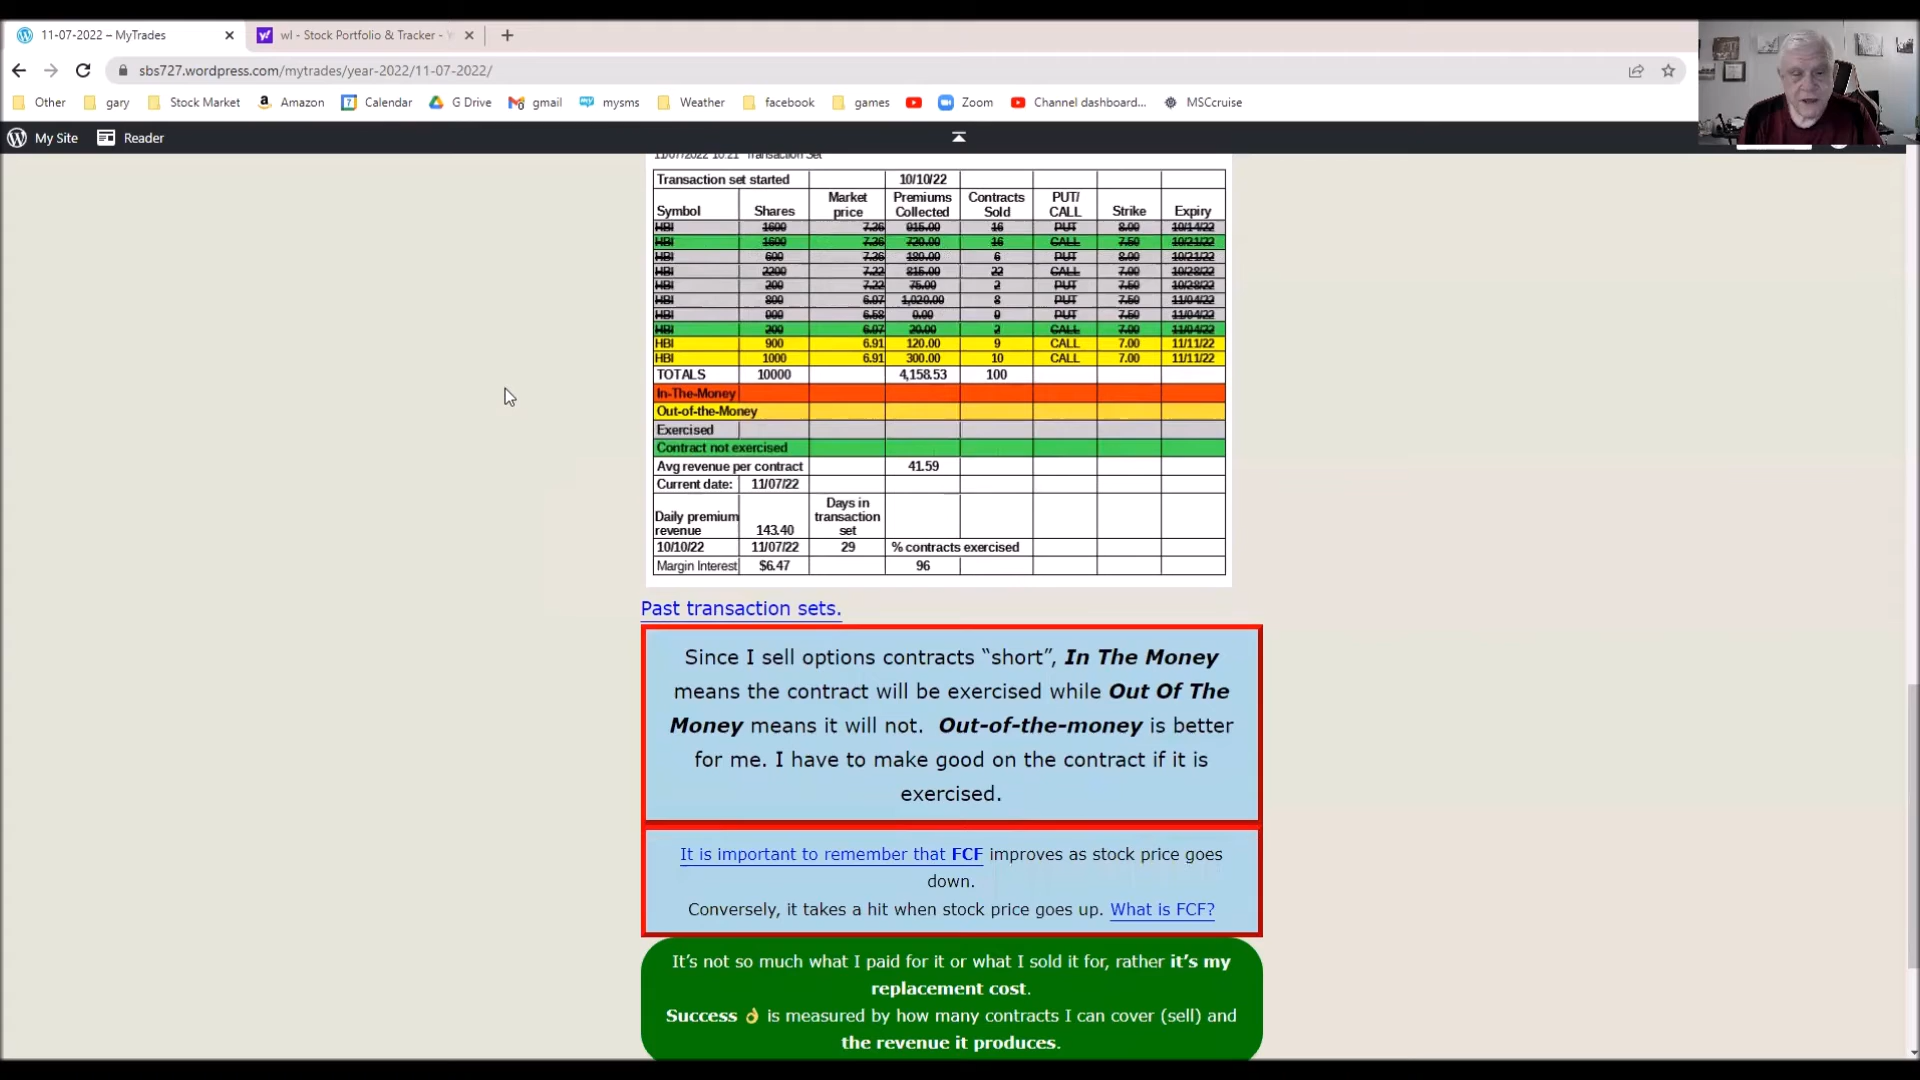 11-07-2022 – MyTrades
wl - Stock Portfolio & Tracker -
sbs727.wordpress.com/mytrades/year-2022/11-07-2022/
Other gary Stock Market Amazon Calendar G Drive gmail mysms Weather facebook games Zoom Channel dashboard... MSCcruise
My Site Reader
11/07/2022 10:21 Transaction Set
Transaction set started 10/10/22
Symbol Shares Market price Premiums Collected Contracts Sold PUT/ CALL Strike Expiry
HBI 1600 7.36 915.00 16 PUT 8.00 10/14/22
HBI 1600 7.36 720.00 16 CALL 7.50 10/21/22
HBI 600 7.36 180.00 6 PUT 8.00 10/21/22
HBI 2200 7.22 815.00 22 CALL 7.00 10/28/22
HBI 200 7.22 75.00 2 PUT 7.50 10/28/22
HBI 800 6.97 1,020.00 8 PUT 7.50 11/04/22
HBI 900 6.58 0.00 9 PUT 7.50 11/04/22
HBI 200 6.97 20.00 2 CALL 7.00 11/04/22
HBI 900 6.91 120.00 9 CALL 7.00 11/11/22
HBI 1000 6.91 300.00 10 CALL 7.00 11/11/22
TOTALS 10000 4,158.53 100
In-The-Money
Out-of-the-Money
Exercised
Contract not exercised
Avg revenue per contract 41.59
Current date: 11/07/22
Daily premium revenue 143.40 Days in transaction set
10/10/22 11/07/22 29 % contracts exercised
Margin Interest $6.47 96
Past transaction sets.
Since I sell options contracts “short”, In The Money
means the contract will be exercised while Out Of The
Money means it will not. Out-of-the-money is better
for me. I have to make good on the contract if it is
exercised.
It is important to remember that FCF improves as stock price goes
down.
Conversely, it takes a hit when stock price goes up. What is FCF?
It’s not so much what I paid for it or what I sold it for, rather it’s my
replacement cost.
Success 👌 is measured by how many contracts I can cover (sell) and
the revenue it produces.